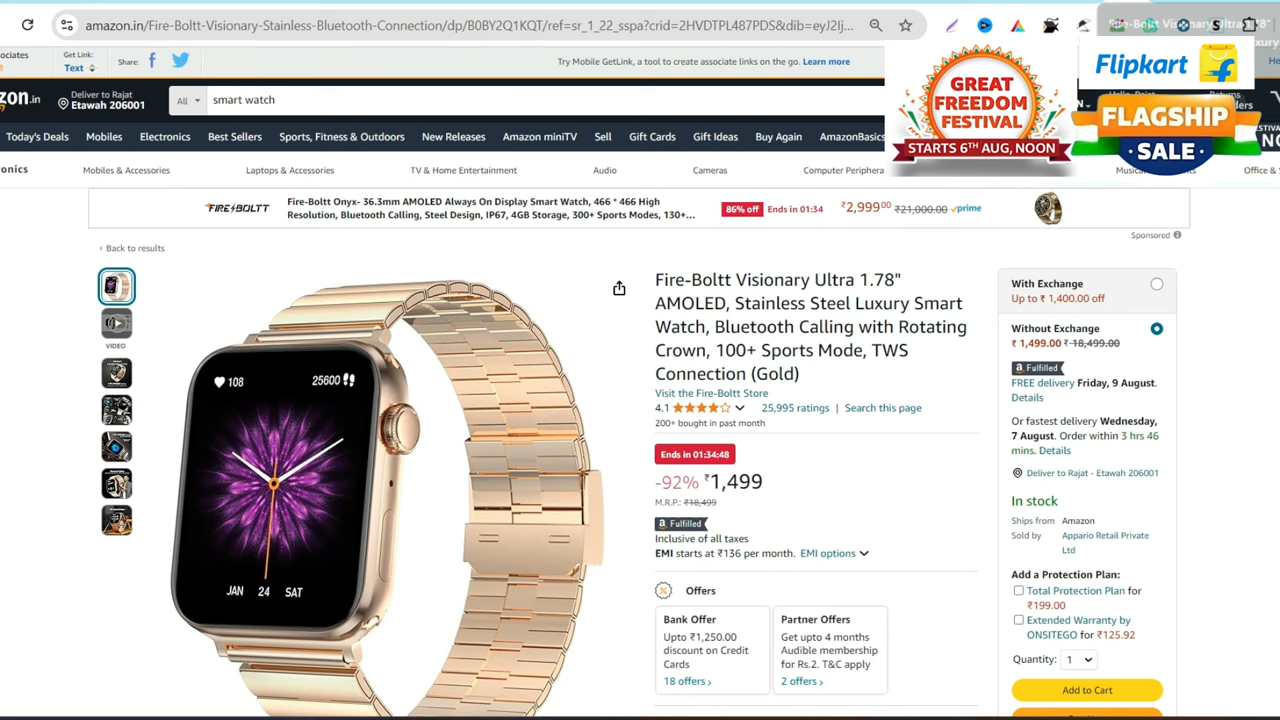 amazon.in/Fire-Boltt-Visionary-Stainless-Bluetooth-Connection/dp/B0BY2Q1KQT/ref=sr_1_22_sspa?crid=2HVDTPL487PDS&dib=eyJ2Ij...
Get Link:
Text
Share:
Try Mobile GetLink, a tool to create associate links on the go. Learn more
Deliver to Rajat
Etawah 206001
All
smart watch
Today's Deals
Mobiles
Electronics
Best Sellers
Sports, Fitness & Outdoors
New Releases
Amazon miniTV
Sell
Gift Cards
Gift Ideas
Buy Again
AmazonBasics
GREAT
FREEDOM
FESTIVAL
STARTS 6TH AUG, NOON
Flipkart
FLAGSHIP
SALE
Mobiles & Accessories
Laptops & Accessories
TV & Home Entertainment
Audio
Cameras
Computer Periphera
FIRE-BOLTT
Fire-Boltt Onyx- 36.3mm AMOLED Always On Display Smart Watch, 466 * 466 High
Resolution, Bluetooth Calling, Steel Design, IP67, 4GB Storage, 300+ Sports Modes, 130+...
86% off
Ends in 01:34
₹2,999.00
₹21,000.00
prime
Sponsored
‹ Back to results
VIDEO
108
25600
JAN 24 SAT
Fire-Boltt Visionary Ultra 1.78"
AMOLED, Stainless Steel Luxury Smart
Watch, Bluetooth Calling with Rotating
Crown, 100+ Sports Mode, TWS
Connection (Gold)
Visit the Fire-Boltt Store
4.1
25,995 ratings | Search this page
200+ bought in past month
Ends in 01:34:48
-92% ₹1,499
M.R.P.: ₹18,499
a Fulfilled
Inclusive of all taxes
EMI starts at ₹136 per month. EMI options
Offers
Bank Offer
Upto ₹1,250.00
discount on Credit
Cards
18 offers ›
Partner Offers
Get upto 4 months
Audible membership
for Rs.2. T&C apply
2 offers ›
With Exchange
Up to ₹ 1,400.00 off
Without Exchange
₹ 1,499.00 ₹ 18,499.00
a Fulfilled
FREE delivery Friday, 9 August.
Details
Or fastest delivery Wednesday,
7 August. Order within 3 hrs 46
mins. Details
Deliver to Rajat - Etawah 206001
In stock
Ships from Amazon
Sold by Appario Retail Private
Ltd
Add a Protection Plan:
Total Protection Plan for
₹199.00
Extended Warranty by
ONSITEGO for ₹125.92
Quantity: 1
Add to Cart